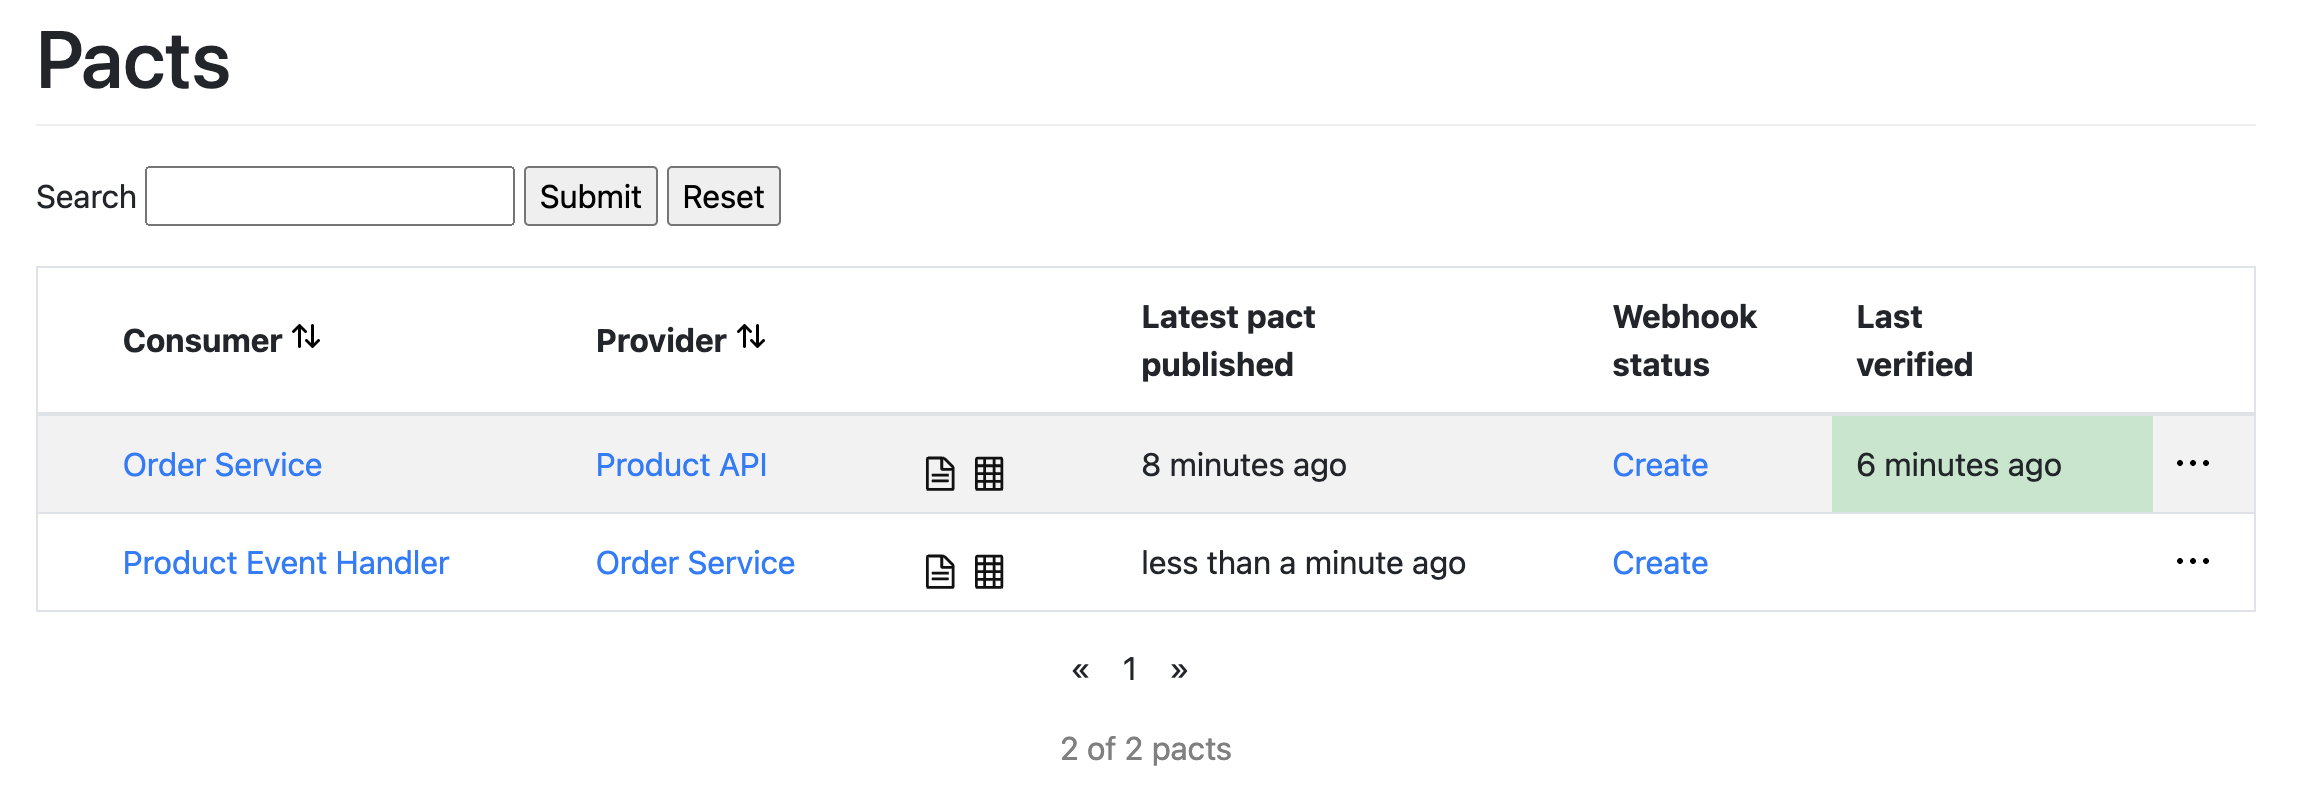 Pacts
Search Submit Reset
Consumer Provider Latest pact published Webhook status Last verified
Order Service Product API 8 minutes ago Create 6 minutes ago ...
Product Event Handler Order Service less than a minute ago Create ...
« 1 »
2 of 2 pacts